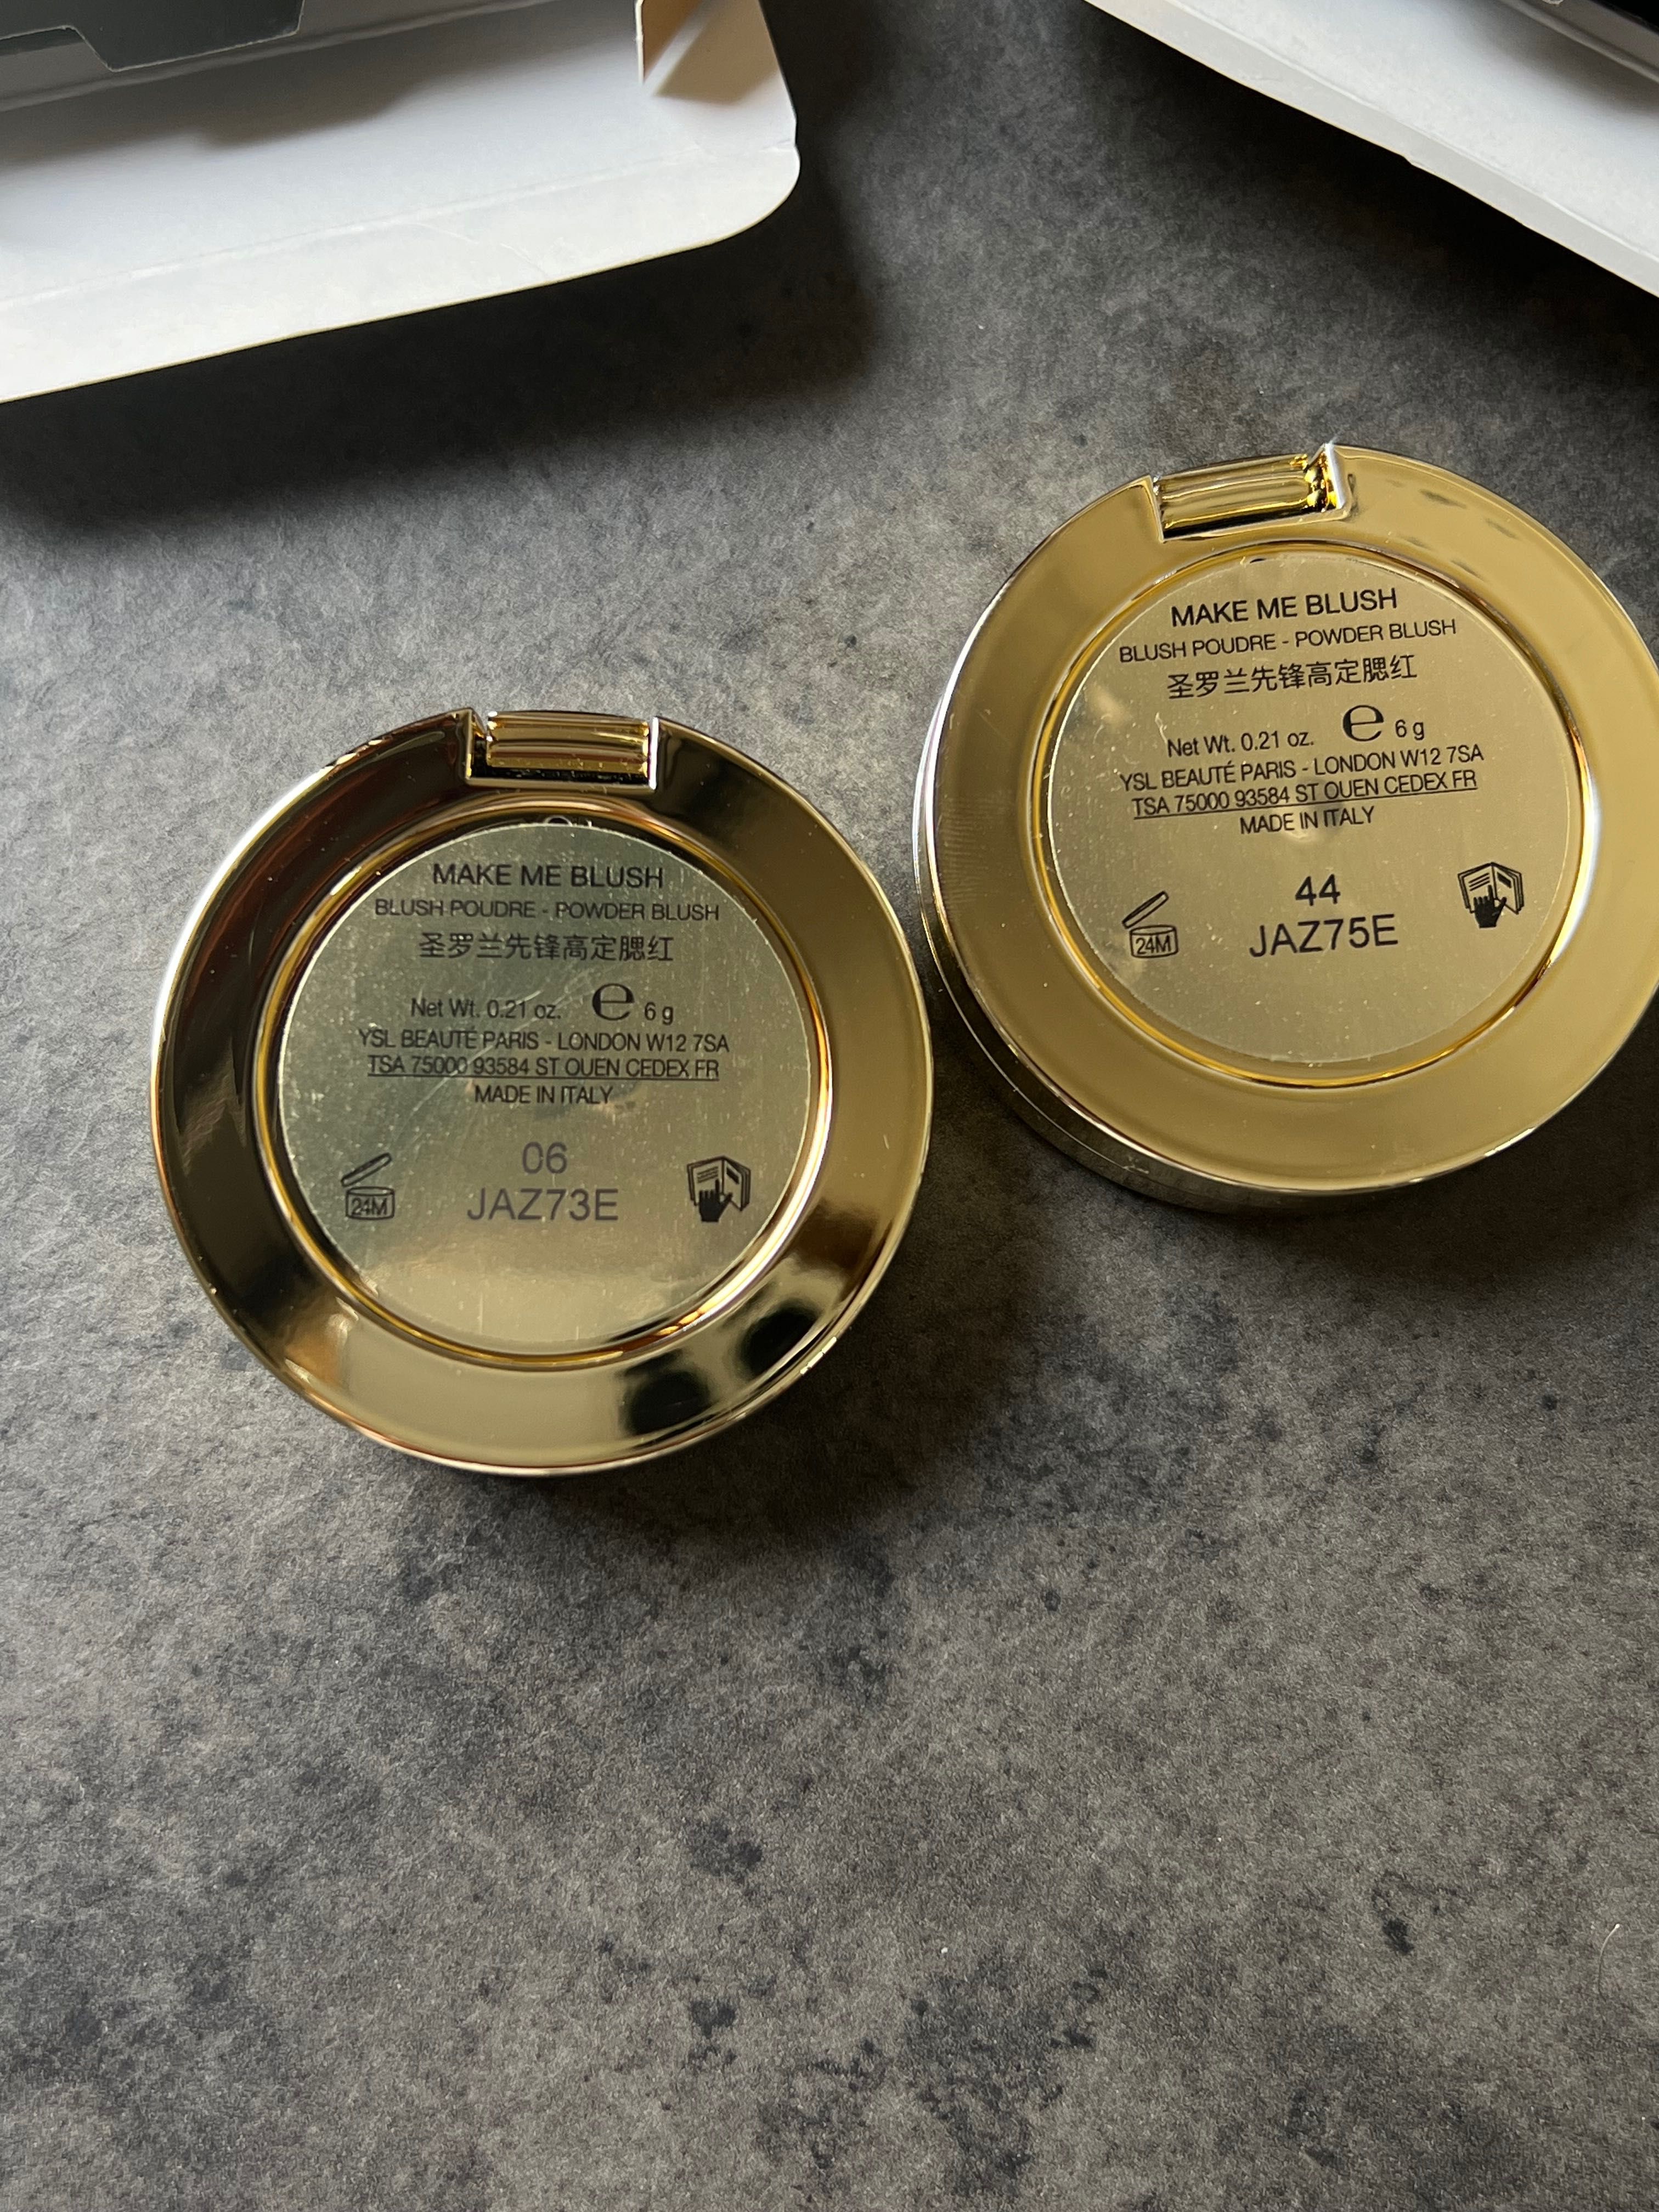 MAKE ME BLUSH
BLUSH POUDRE - POWDER BLUSH
圣罗兰先锋高定腮红
Net Wt. 0.21 oz. ℮ 6 g
YSL BEAUTÉ PARIS - LONDON W12 7SA
TSA 75000 93584 ST OUEN CEDEX FR
MADE IN ITALY
06
24M
JAZ73E
MAKE ME BLUSH
BLUSH POUDRE - POWDER BLUSH
圣罗兰先锋高定腮红
Net Wt. 0.21 oz. ℮ 6 g
YSL BEAUTÉ PARIS - LONDON W12 7SA
TSA 75000 93584 ST OUEN CEDEX FR
MADE IN ITALY
44
24M
JAZ75E